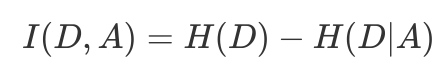 I(D, A) = H(D) − H(D|A)